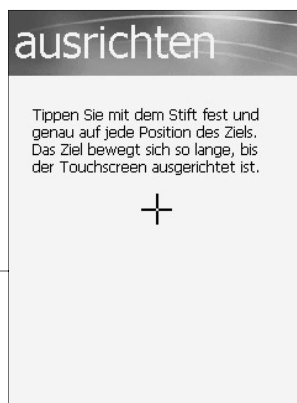 ausrichten
Tippen Sie mit dem Stift fest und
genau auf jede Position des Ziels.
Das Ziel bewegt sich so lange, bis
der Touchscreen ausgerichtet ist.